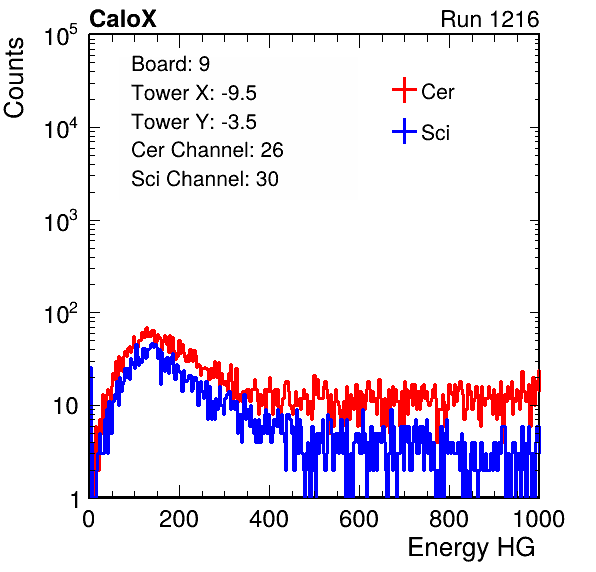 CaloX Run 1216
Counts
10^5
10^4
10^3
10^2
10
1
Board: 9
Tower X: -9.5
Tower Y: -3.5
Cer Channel: 26
Sci Channel: 30
Cer
Sci
0 200 400 600 800 1000
Energy HG